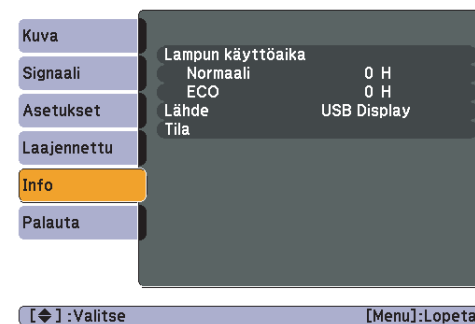 Kuva
Signaali
Asetukset
Laajennettu
Info
Palauta
Lampun käyttöaika
Normaali 0 H
ECO 0 H
Lähde USB Display
Tila
[◆] :Valitse [Menu]:Lopeta